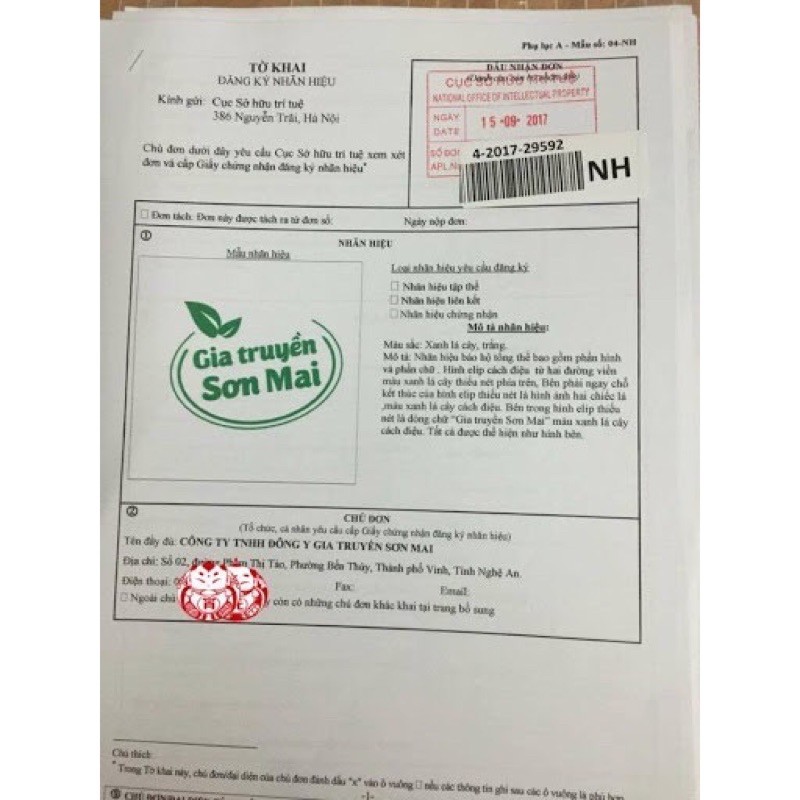 Phụ lục A - Mẫu số: 04-NH
TỜ KHAI
ĐĂNG KÝ NHÃN HIỆU
Kính gửi: Cục Sở hữu trí tuệ
386 Nguyễn Trãi, Hà Nội
Chủ đơn dưới đây yêu cầu Cục Sở hữu trí tuệ xem xét
đơn và cấp Giấy chứng nhận đăng ký nhãn hiệu*
DẤU NHẬN ĐƠN
CỤC SỞ HỮU TRÍ TUỆ
NATIONAL OFFICE OF INTELLECTUAL PROPERTY
NGÀY
DATE
15-09-2017
SỐ ĐƠN
4-2017-29592
NH
☐ Đơn tách: Đơn này được tách ra từ đơn số: Ngày nộp đơn:
① NHÃN HIỆU
Mẫu nhãn hiệu
Gia truyền
Sơn Mai
Loại nhãn hiệu yêu cầu đăng ký
☐ Nhãn hiệu tập thể
☐ Nhãn hiệu liên kết
☐ Nhãn hiệu chứng nhận
Mô tả nhãn hiệu:
Màu sắc: Xanh lá cây, trắng.
Mô tả: Nhãn hiệu bảo hộ tổng thể bao gồm phần hình
và phần chữ . Hình elip cách điệu từ hai đường viền
màu xanh lá cây thiếu nét phía trên, Bên phải ngay chỗ
kết thúc của hình elip thiếu nét là hình ảnh hai chiếc lá
,màu xanh lá cây cách điệu. Bên trong hình elip thiếu
nét là dòng chữ "Gia truyền Sơn Mai" màu xanh lá cây
cách điệu. Tất cả được thể hiện như hình bên.
② CHỦ ĐƠN
(Tổ chức, cá nhân yêu cầu cấp Giấy chứng nhận đăng ký nhãn hiệu)
Tên đầy đủ: CÔNG TY TNHH ĐÔNG Y GIA TRUYỀN SƠN MAI
Địa chỉ: Số 02, đường Phạm Thị Tảo, Phường Bến Thủy, Thành phố Vinh, Tỉnh Nghệ An.
Điện thoại: Fax: Email:
☐ Ngoài còn có những chủ đơn khác khai tại trang bổ sung
Chú thích:
* Trong Tờ khai này, chủ đơn/đại diện của chủ đơn đánh dấu "x" vào ô vuông ☐ nếu các thông tin ghi sau các ô vuông là phù hợp.
-1-